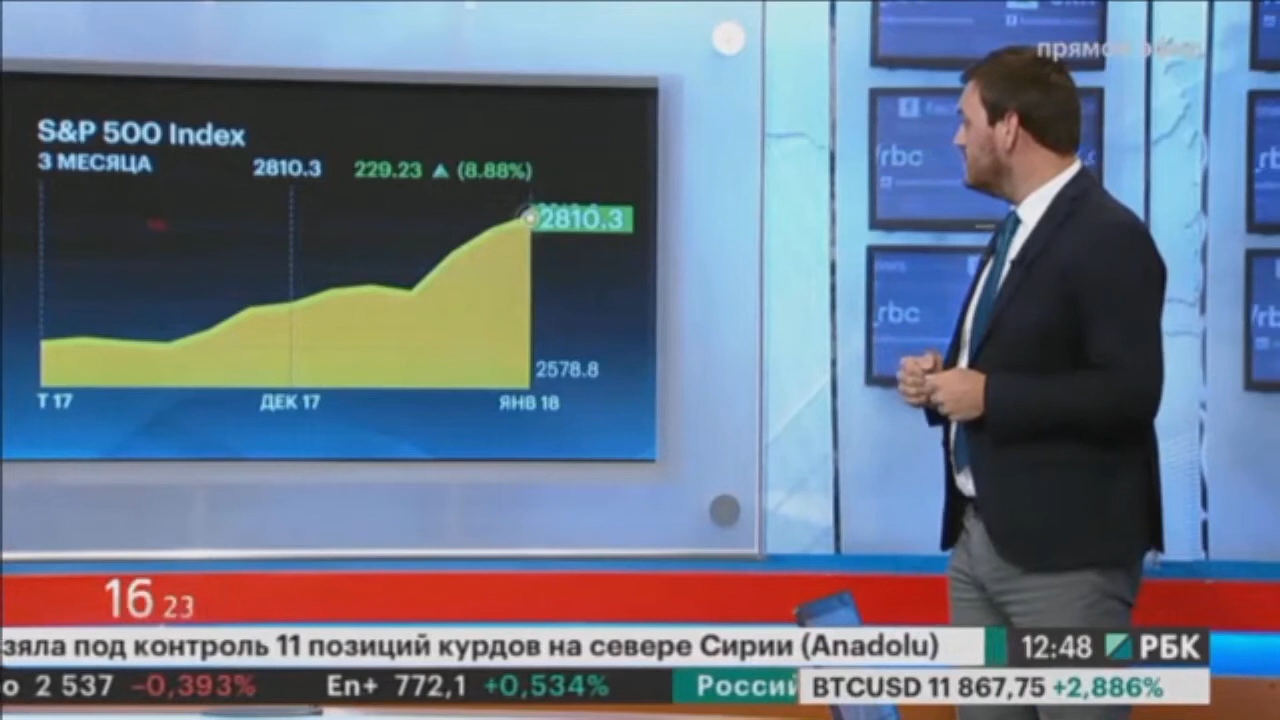 прямой эфир
S&P 500 Index
3 МЕСЯЦА 2810.3 229.23 ▲ (8.88%)
2810.3
2578.8
Т 17 ДЕК 17 ЯНВ 18
/rbc
_rbc
16 23
зяла под контроль 11 позиций курдов на севере Сирии (Anadolu)
12:48 РБК
о 2 537 -0,393% En+ 772,1 +0,534% Россий
BTCUSD 11 867,75 +2,886%